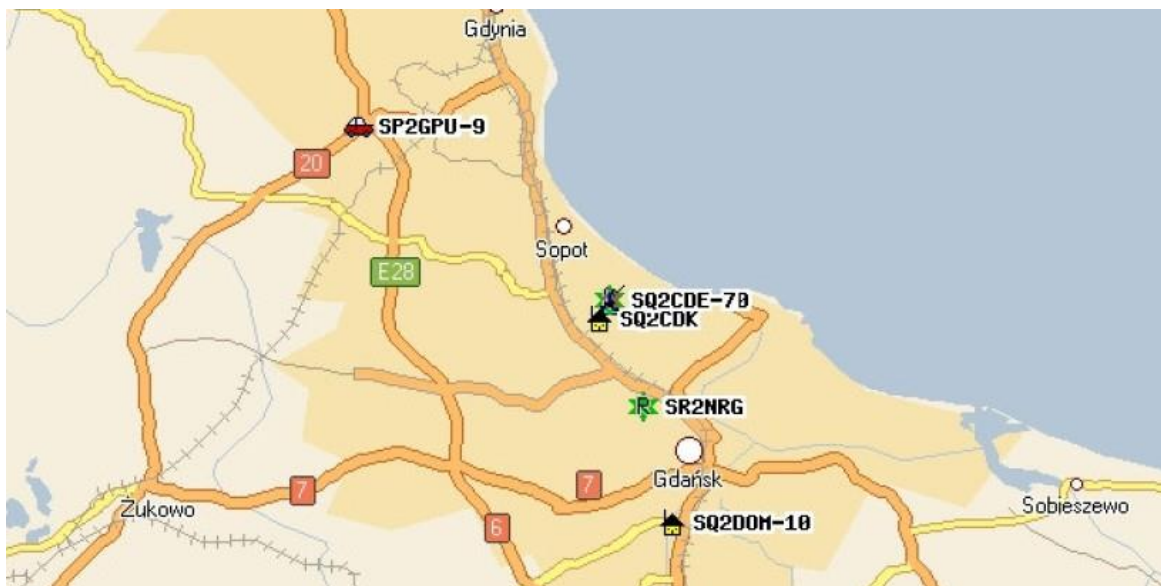 Gdynia
SP2GPU-9
20
Sopot
E28
SQ2CDE-70
SQ2CDK
R SR2NRG
Gdańsk
7
7
Żukowo
Sobieszewo
6
SQ2DOM-10